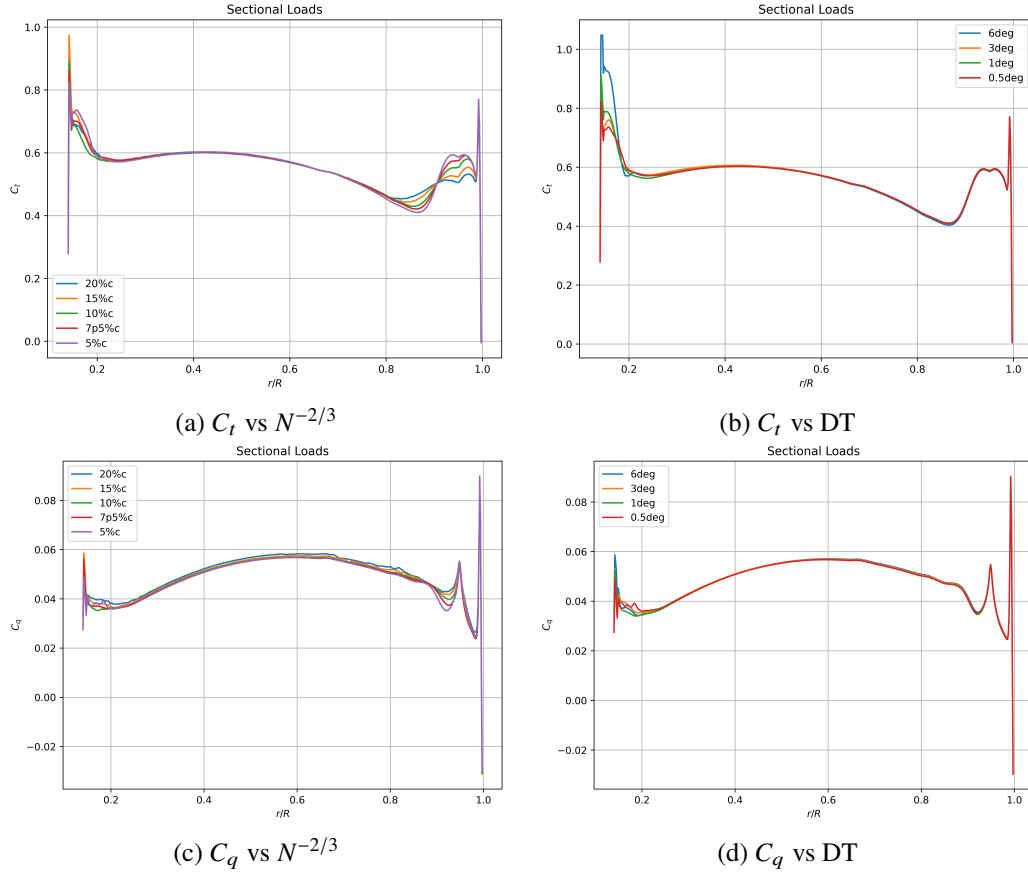 Sectional Loads
1.0
0.8
0.6
0.4
0.2
0.0
C_t
20%c
15%c
10%c
7p5%c
5%c
0.2 0.4 0.6 0.8 1.0
r/R
(a) C_t vs N^{-2/3}
Sectional Loads
1.0
0.8
0.6
0.4
0.2
0.0
C_t
6deg
3deg
1deg
0.5deg
0.2 0.4 0.6 0.8 1.0
r/R
(b) C_t vs DT
Sectional Loads
0.08
0.06
0.04
0.02
0.00
−0.02
C_q
20%c
15%c
10%c
7p5%c
5%c
0.2 0.4 0.6 0.8 1.0
r/R
(c) C_q vs N^{-2/3}
Sectional Loads
0.08
0.06
0.04
0.02
0.00
−0.02
C_q
6deg
3deg
1deg
0.5deg
0.2 0.4 0.6 0.8 1.0
r/R
(d) C_q vs DT